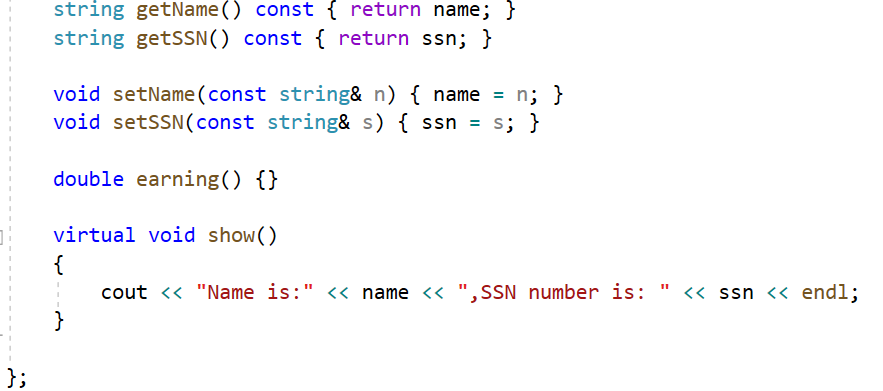 string getName() const { return name; }
string getSSN() const { return ssn; }
void setName(const string& n) { name = n; }
void setSSN(const string& s) { ssn = s; }
double earning() {}
virtual void show()
{
cout << "Name is:" << name << ",SSN number is: " << ssn << endl;
}
};